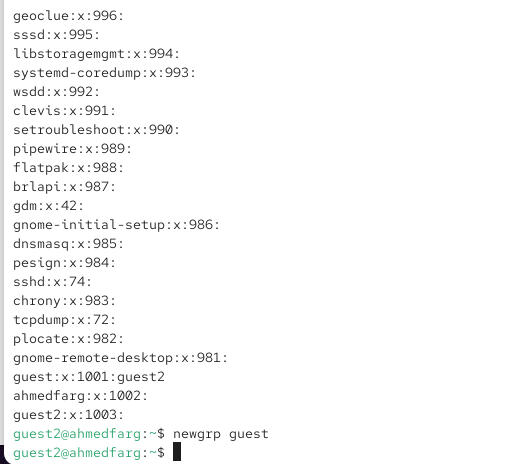 geoclue:x:996:
sssd:x:995:
libstoragemgmt:x:994:
systemd-coredump:x:993:
wsdd:x:992:
clevis:x:991:
setroubleshoot:x:990:
pipewire:x:989:
flatpak:x:988:
brlapi:x:987:
gdm:x:42:
gnome-initial-setup:x:986:
dnsmasq:x:985:
pesign:x:984:
sshd:x:74:
chrony:x:983:
tcpdump:x:72:
plocate:x:982:
gnome-remote-desktop:x:981:
guest:x:1001:guest2
ahmedfarg:x:1002:
guest2:x:1003:
guest2@ahmedfarg:~$ newgrp guest
guest2@ahmedfarg:~$